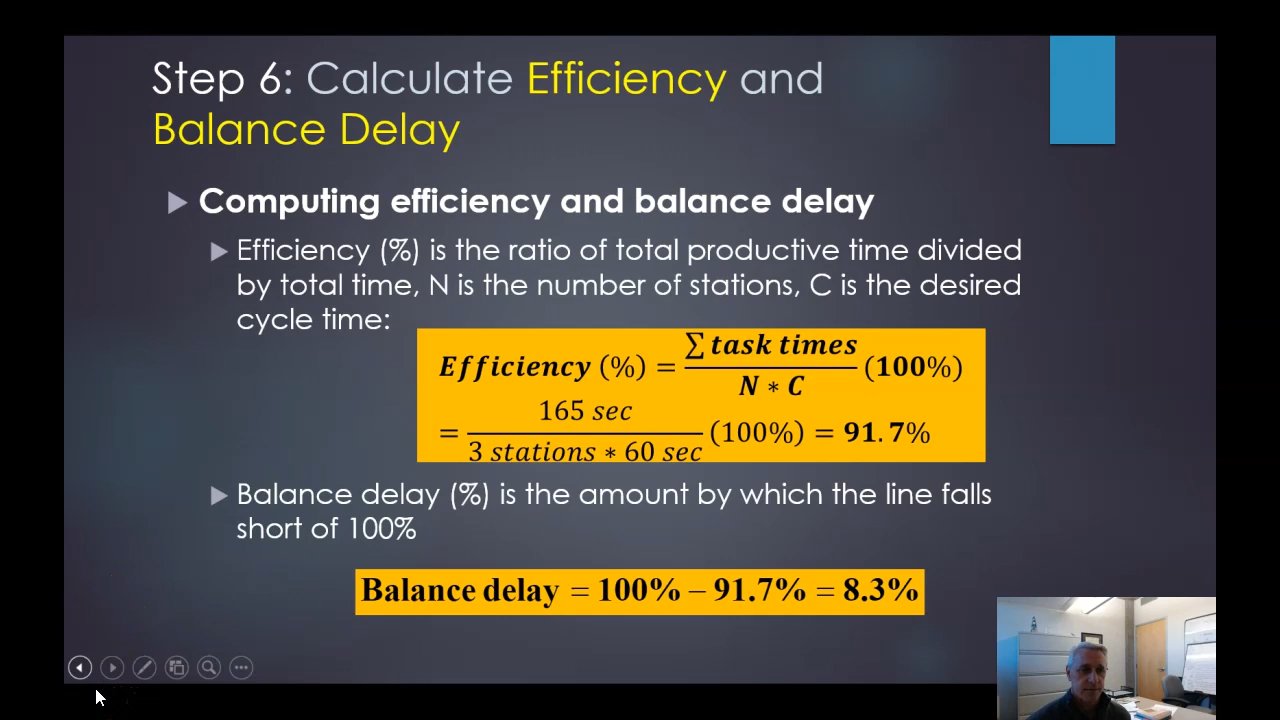 Step 6: Calculate Efficiency and
Balance Delay
Computing efficiency and balance delay
Efficiency (%) is the ratio of total productive time divided
by total time, N is the number of stations, C is the desired
cycle time:
Efficiency (%) = ∑ task times / N * C (100%)
= 165 sec / 3 stations * 60 sec (100%) = 91.7%
Balance delay (%) is the amount by which the line falls
short of 100%
Balance delay = 100% – 91.7% = 8.3%